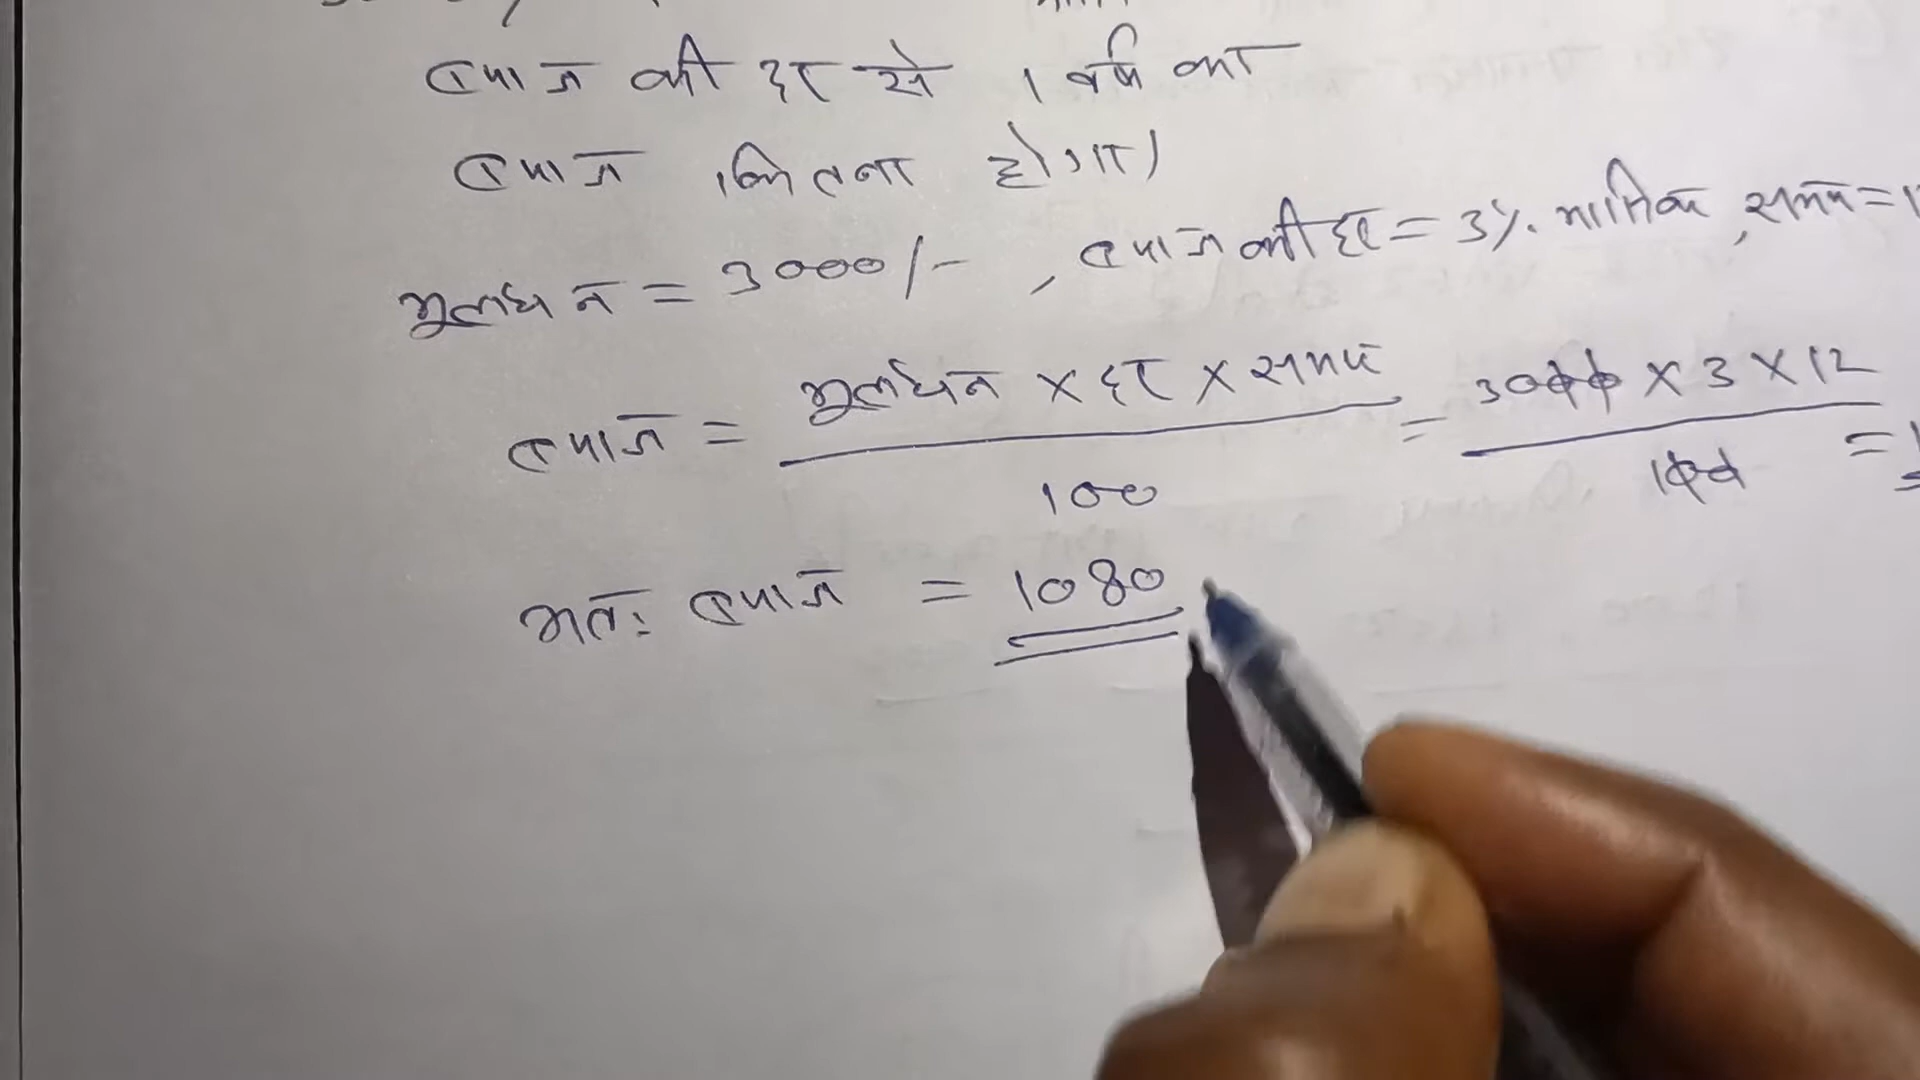 ब्याज की दर से 1 वर्ष का
ब्याज कितना होगा)
मूलधन = 3000/- , ब्याज की दर = 3%. मासिक, समय = 1
ब्याज = मूलधन × दर × समय / 100 = 3000 × 3 × 12 / 100 =
अतः ब्याज = 1080